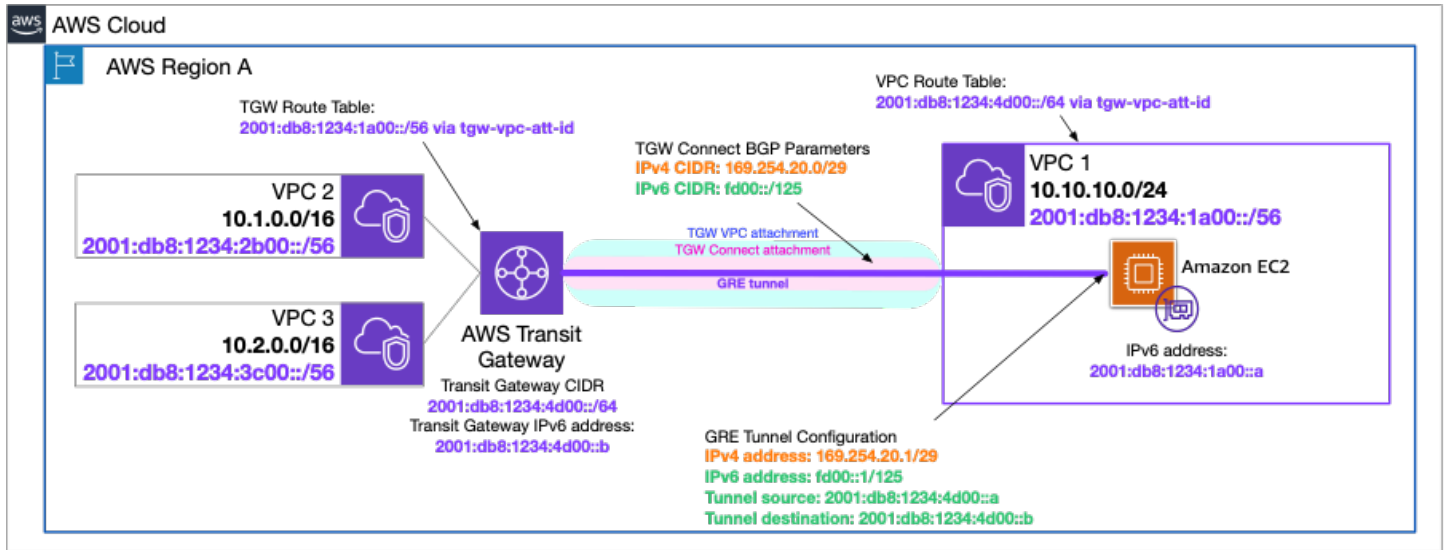 aws
AWS Cloud
AWS Region A
TGW Route Table:
2001:db8:1234:1a00::/56 via tgw-vpc-att-id
VPC Route Table:
2001:db8:1234:4d00::/64 via tgw-vpc-att-id
TGW Connect BGP Parameters
IPv4 CIDR: 169.254.20.0/29
IPv6 CIDR: fd00::/125
VPC 2
10.1.0.0/16
2001:db8:1234:2b00::/56
VPC 3
10.2.0.0/16
2001:db8:1234:3c00::/56
AWS Transit
Gateway
Transit Gateway CIDR
2001:db8:1234:4d00::/64
Transit Gateway IPv6 address:
2001:db8:1234:4d00::b
TGW VPC attachment
TGW Connect attachment
GRE tunnel
VPC 1
10.10.10.0/24
2001:db8:1234:1a00::/56
Amazon EC2
IPv6 address:
2001:db8:1234:1a00::a
GRE Tunnel Configuration
IPv4 address: 169.254.20.1/29
IPv6 address: fd00::1/125
Tunnel source: 2001:db8:1234:4d00::a
Tunnel destination: 2001:db8:1234:4d00::b